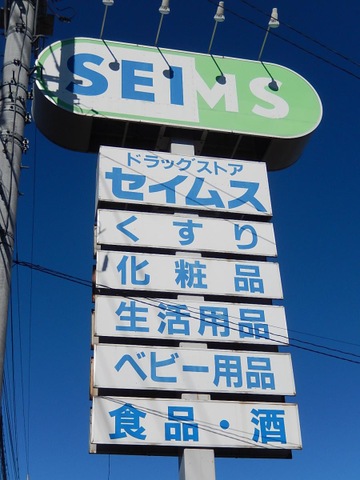 SEIMS
ドラッグストア
セイムス
くすり
化粧品
生活用品
ベビー用品
食品・酒